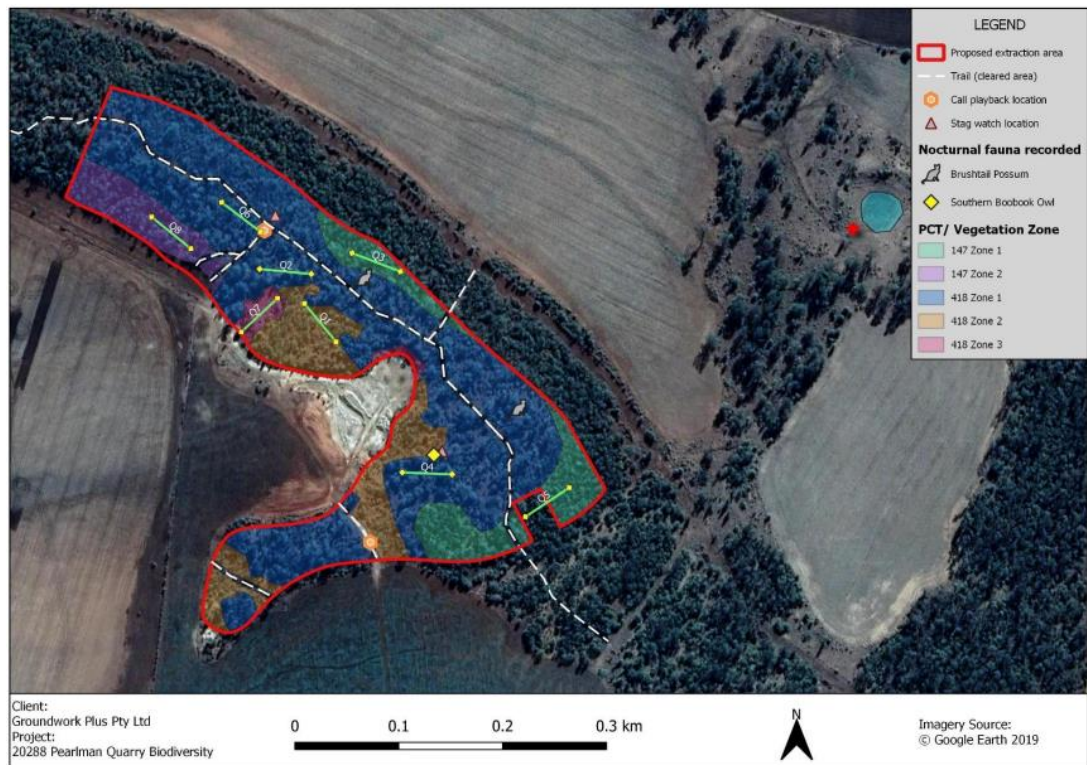 LEGEND
Proposed extraction area
Trail (cleared area)
Call playback location
Stag watch location
Nocturnal fauna recorded
Brushtail Possum
Southern Boobook Owl
PCT/ Vegetation Zone
147 Zone 1
147 Zone 2
418 Zone 1
418 Zone 2
418 Zone 3
Q6
Q8
Q3
Q2
Q7
Q1
Q4
Client:
Groundwork Plus Pty Ltd
Project:
20288 Pearlman Quarry Biodiversity
0 0.1 0.2 0.3 km
N
Imagery Source:
© Google Earth 2019